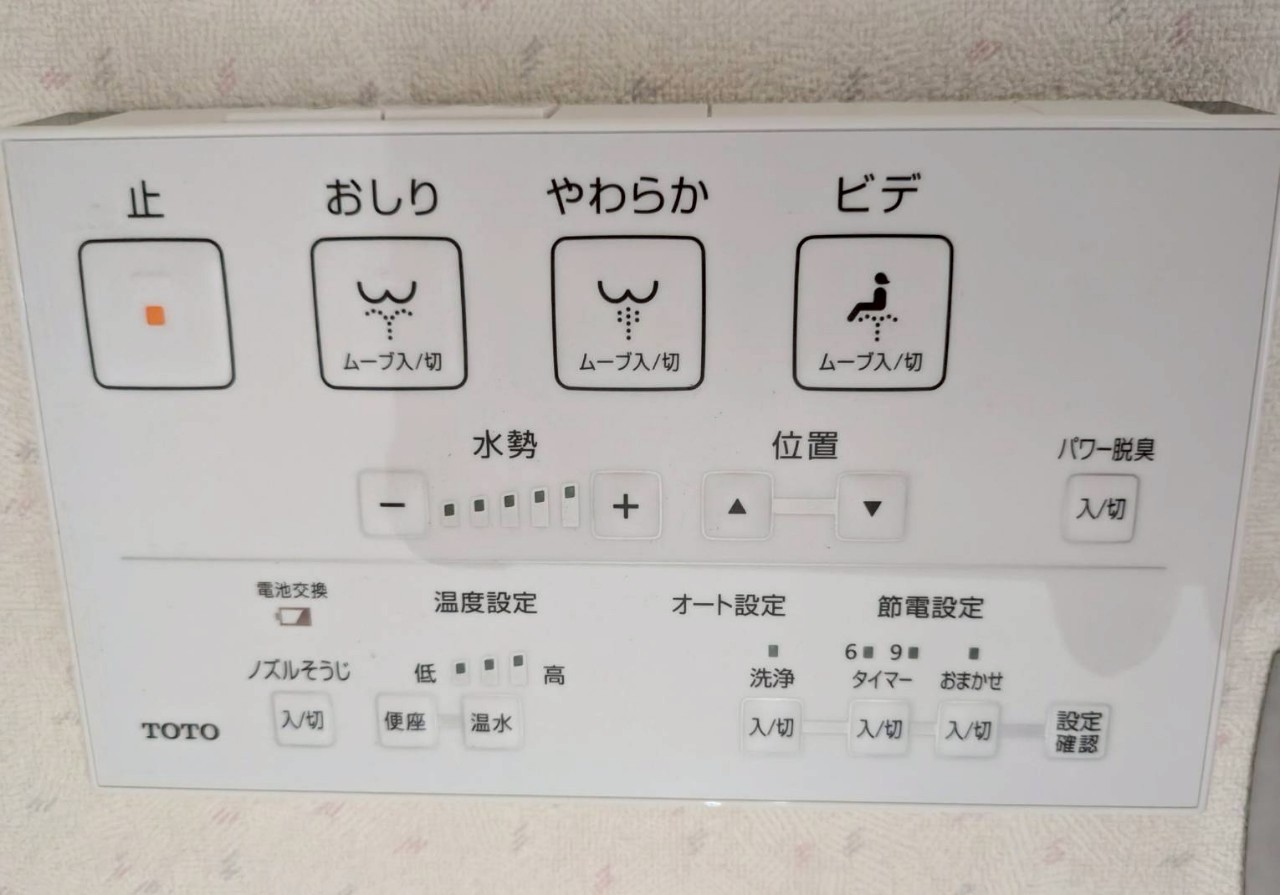 止 おしり やわらか ビデ
ムーブ入/切 ムーブ入/切 ムーブ入/切
水勢 位置 パワー脱臭
− + ▲ ▼ 入/切
電池交換 温度設定 オート設定 節電設定
6 9
ノズルそうじ 低 高 洗浄 タイマー おまかせ
TOTO 入/切 便座 温水 入/切 入/切 入/切 設定
確認